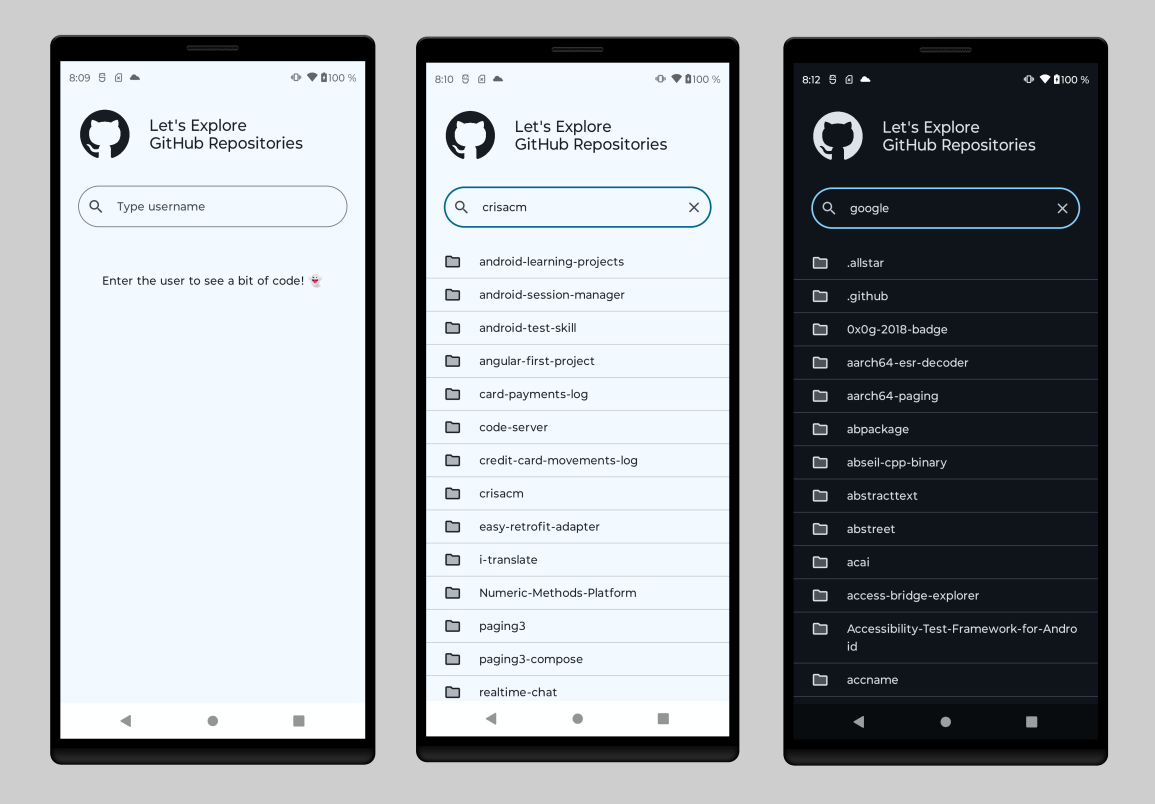 8:09
100 %
Let's Explore
GitHub Repositories
Type username
Enter the user to see a bit of code! 👻
8:10
100 %
Let's Explore
GitHub Repositories
crisacm
android-learning-projects
android-session-manager
android-test-skill
angular-first-project
card-payments-log
code-server
credit-card-movements-log
crisacm
easy-retrofit-adapter
i-translate
Numeric-Methods-Platform
paging3
paging3-compose
realtime-chat
8:12
100 %
Let's Explore
GitHub Repositories
google
.allstar
.github
0x0g-2018-badge
aarch64-esr-decoder
aarch64-paging
abpackage
abseil-cpp-binary
abstracttext
abstreet
acai
access-bridge-explorer
Accessibility-Test-Framework-for-Andro
id
accname